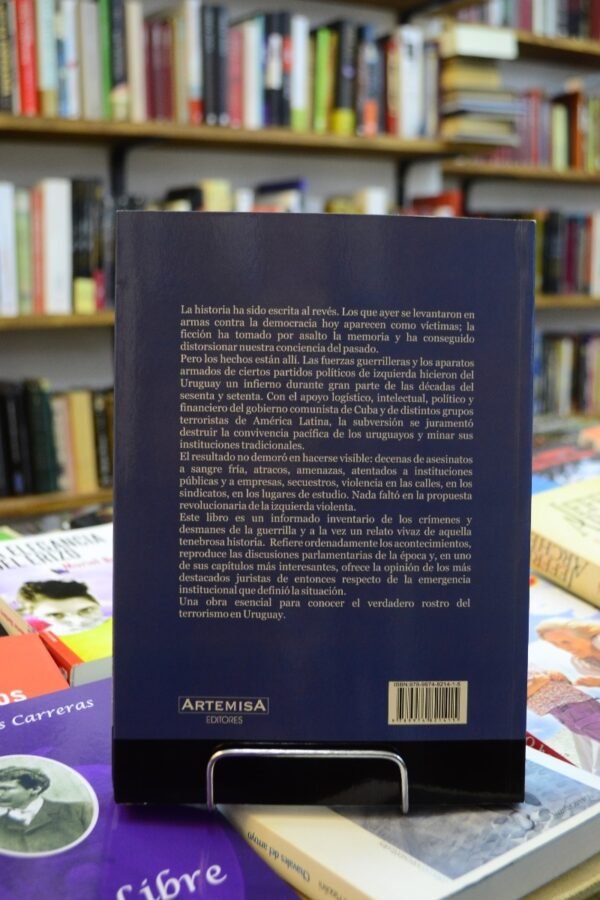 La historia ha sido escrita al revés. Los que ayer se levantaron en
armas contra la democracia hoy aparecen como víctimas; la
ficción ha tomado por asalto la memoria y ha conseguido
distorsionar nuestra conciencia del pasado.
Pero los hechos están allí. Las fuerzas guerrilleras y los aparatos
armados de ciertos partidos políticos de izquierda hicieron del
Uruguay un infierno durante gran parte de las décadas del
sesenta y setenta. Con el apoyo logístico, intelectual, político y
financiero del gobierno comunista de Cuba y de distintos grupos
terroristas de América Latina, la subversión se juramentó
destruir la convivencia pacífica de los uruguayos y minar sus
instituciones tradicionales.
El resultado no demoró en hacerse visible: decenas de asesinatos
a sangre fría, atracos, amenazas, atentados a instituciones
públicas y a empresas, secuestros, violencia en las calles, en los
sindicatos, en los lugares de estudio. Nada faltó en la propuesta
revolucionaria de la izquierda violenta.
Este libro es un informado inventario de los crímenes y
desmanes de la guerrilla y a la vez un relato vivaz de aquella
tenebrosa historia. Refiere ordenadamente los acontecimientos,
reproduce las discusiones parlamentarias de la época y, en uno
de sus capítulos más interesantes, ofrece la opinión de los más
destacados juristas de entonces respecto de la emergencia
institucional que definió la situación.
Una obra esencial para conocer el verdadero rostro del
terrorismo en Uruguay.
ARTEMISA
EDITORES
s Carreras
Libre